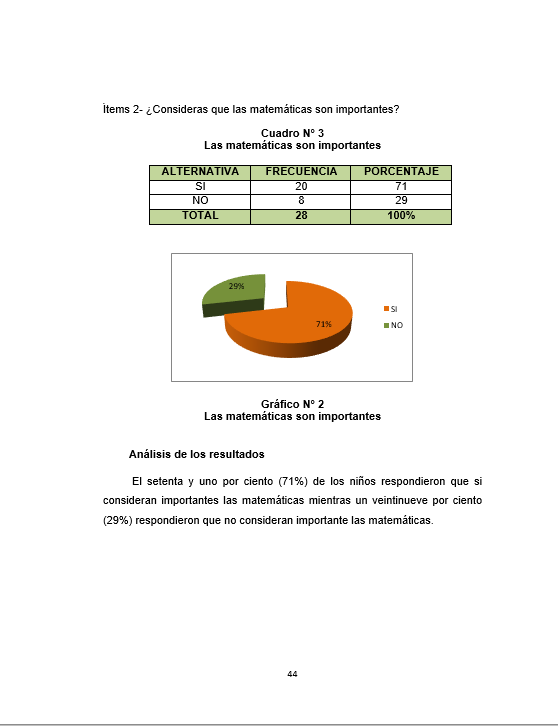 Ítems 2- ¿Consideras que las matemáticas son importantes?
Cuadro Nº 3
Las matemáticas son importantes
ALTERNATIVA FRECUENCIA PORCENTAJE
SI 20 71
NO 8 29
TOTAL 28 100%
29%
71%
SI
NO
Gráfico Nº 2
Las matemáticas son importantes
Análisis de los resultados
El setenta y uno por ciento (71%) de los niños respondieron que si
consideran importantes las matemáticas mientras un veintinueve por ciento
(29%) respondieron que no consideran importante las matemáticas.
44